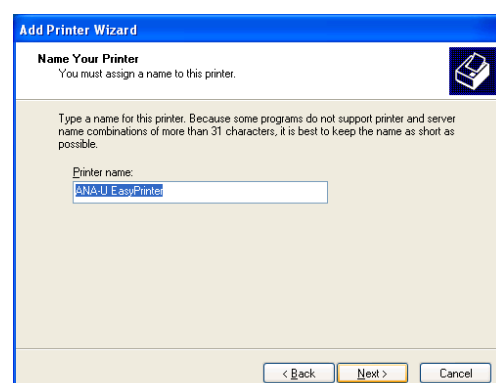 Add Printer Wizard
Name Your Printer
You must assign a name to this printer.
Type a name for this printer. Because some programs do not support printer and server
name combinations of more than 31 characters, it is best to keep the name as short as
possible.
Printer name:
ANA-U EasyPrinter
< Back
Next >
Cancel